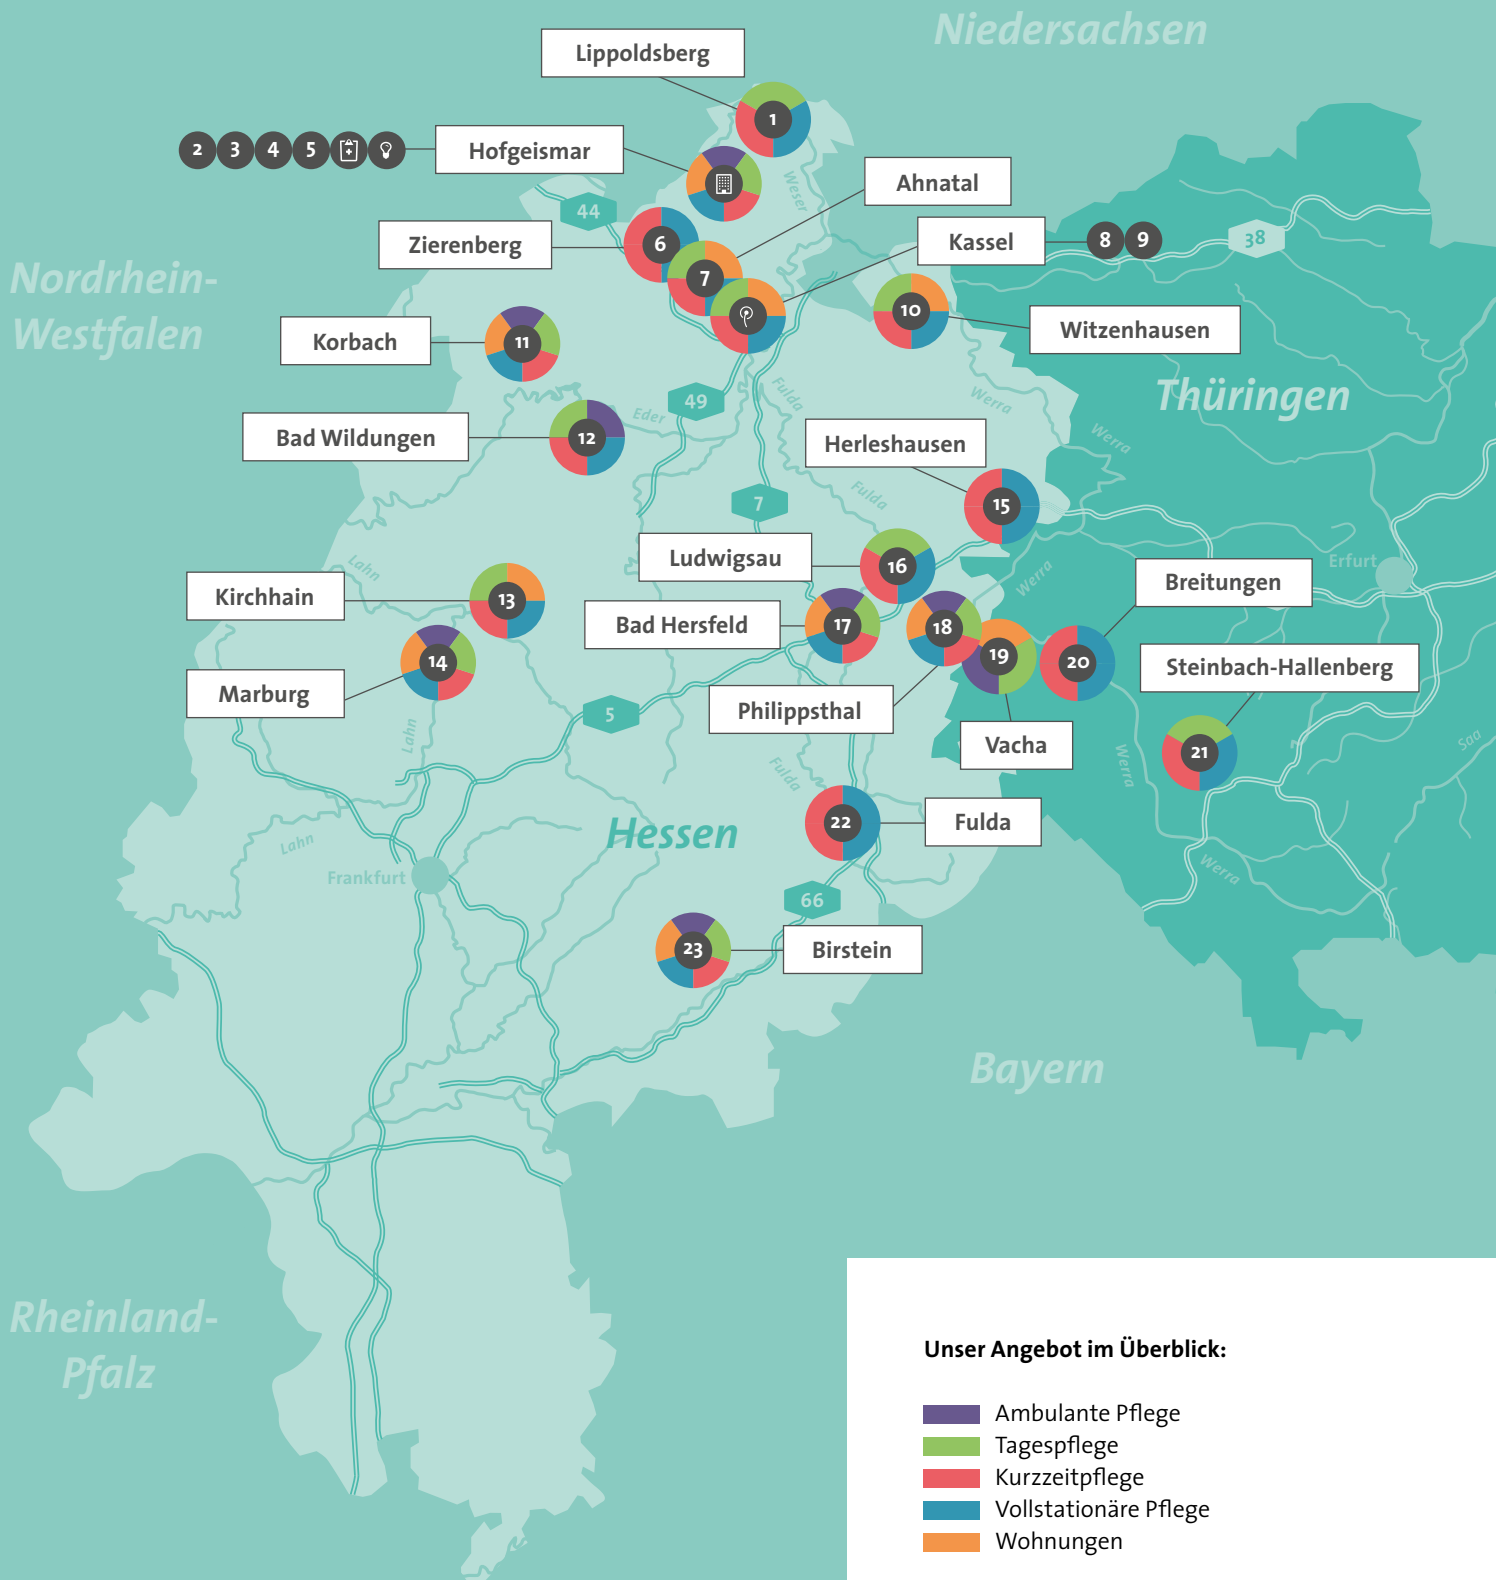 Niedersachsen
Lippoldsberg
1
2 3 4 5
Hofgeismar
Weser
Ahnatal
44
Zierenberg
6
Kassel
8 9
38
7
Nordrhein-
Westfalen
10
Witzenhausen
Korbach
11
Thüringen
49
Fulda
Werra
Eder
Bad Wildungen
12
Herleshausen
Werra
Fulda
7
15
Ludwigsau
16
Lahn
Erfurt
Werra
Breitungen
Kirchhain
13
Bad Hersfeld
17
18
19
20
Marburg
14
Steinbach-Hallenberg
Philippsthal
5
Vacha
21
Lahn
Saa
Werra
Fulda
22
Fulda
Hessen
Lahn
Frankfurt
Werra
66
23
Birstein
Bayern
Rheinland-
Pfalz
Unser Angebot im Überblick:
Ambulante Pflege
Tagespflege
Kurzzeitpflege
Vollstationäre Pflege
Wohnungen